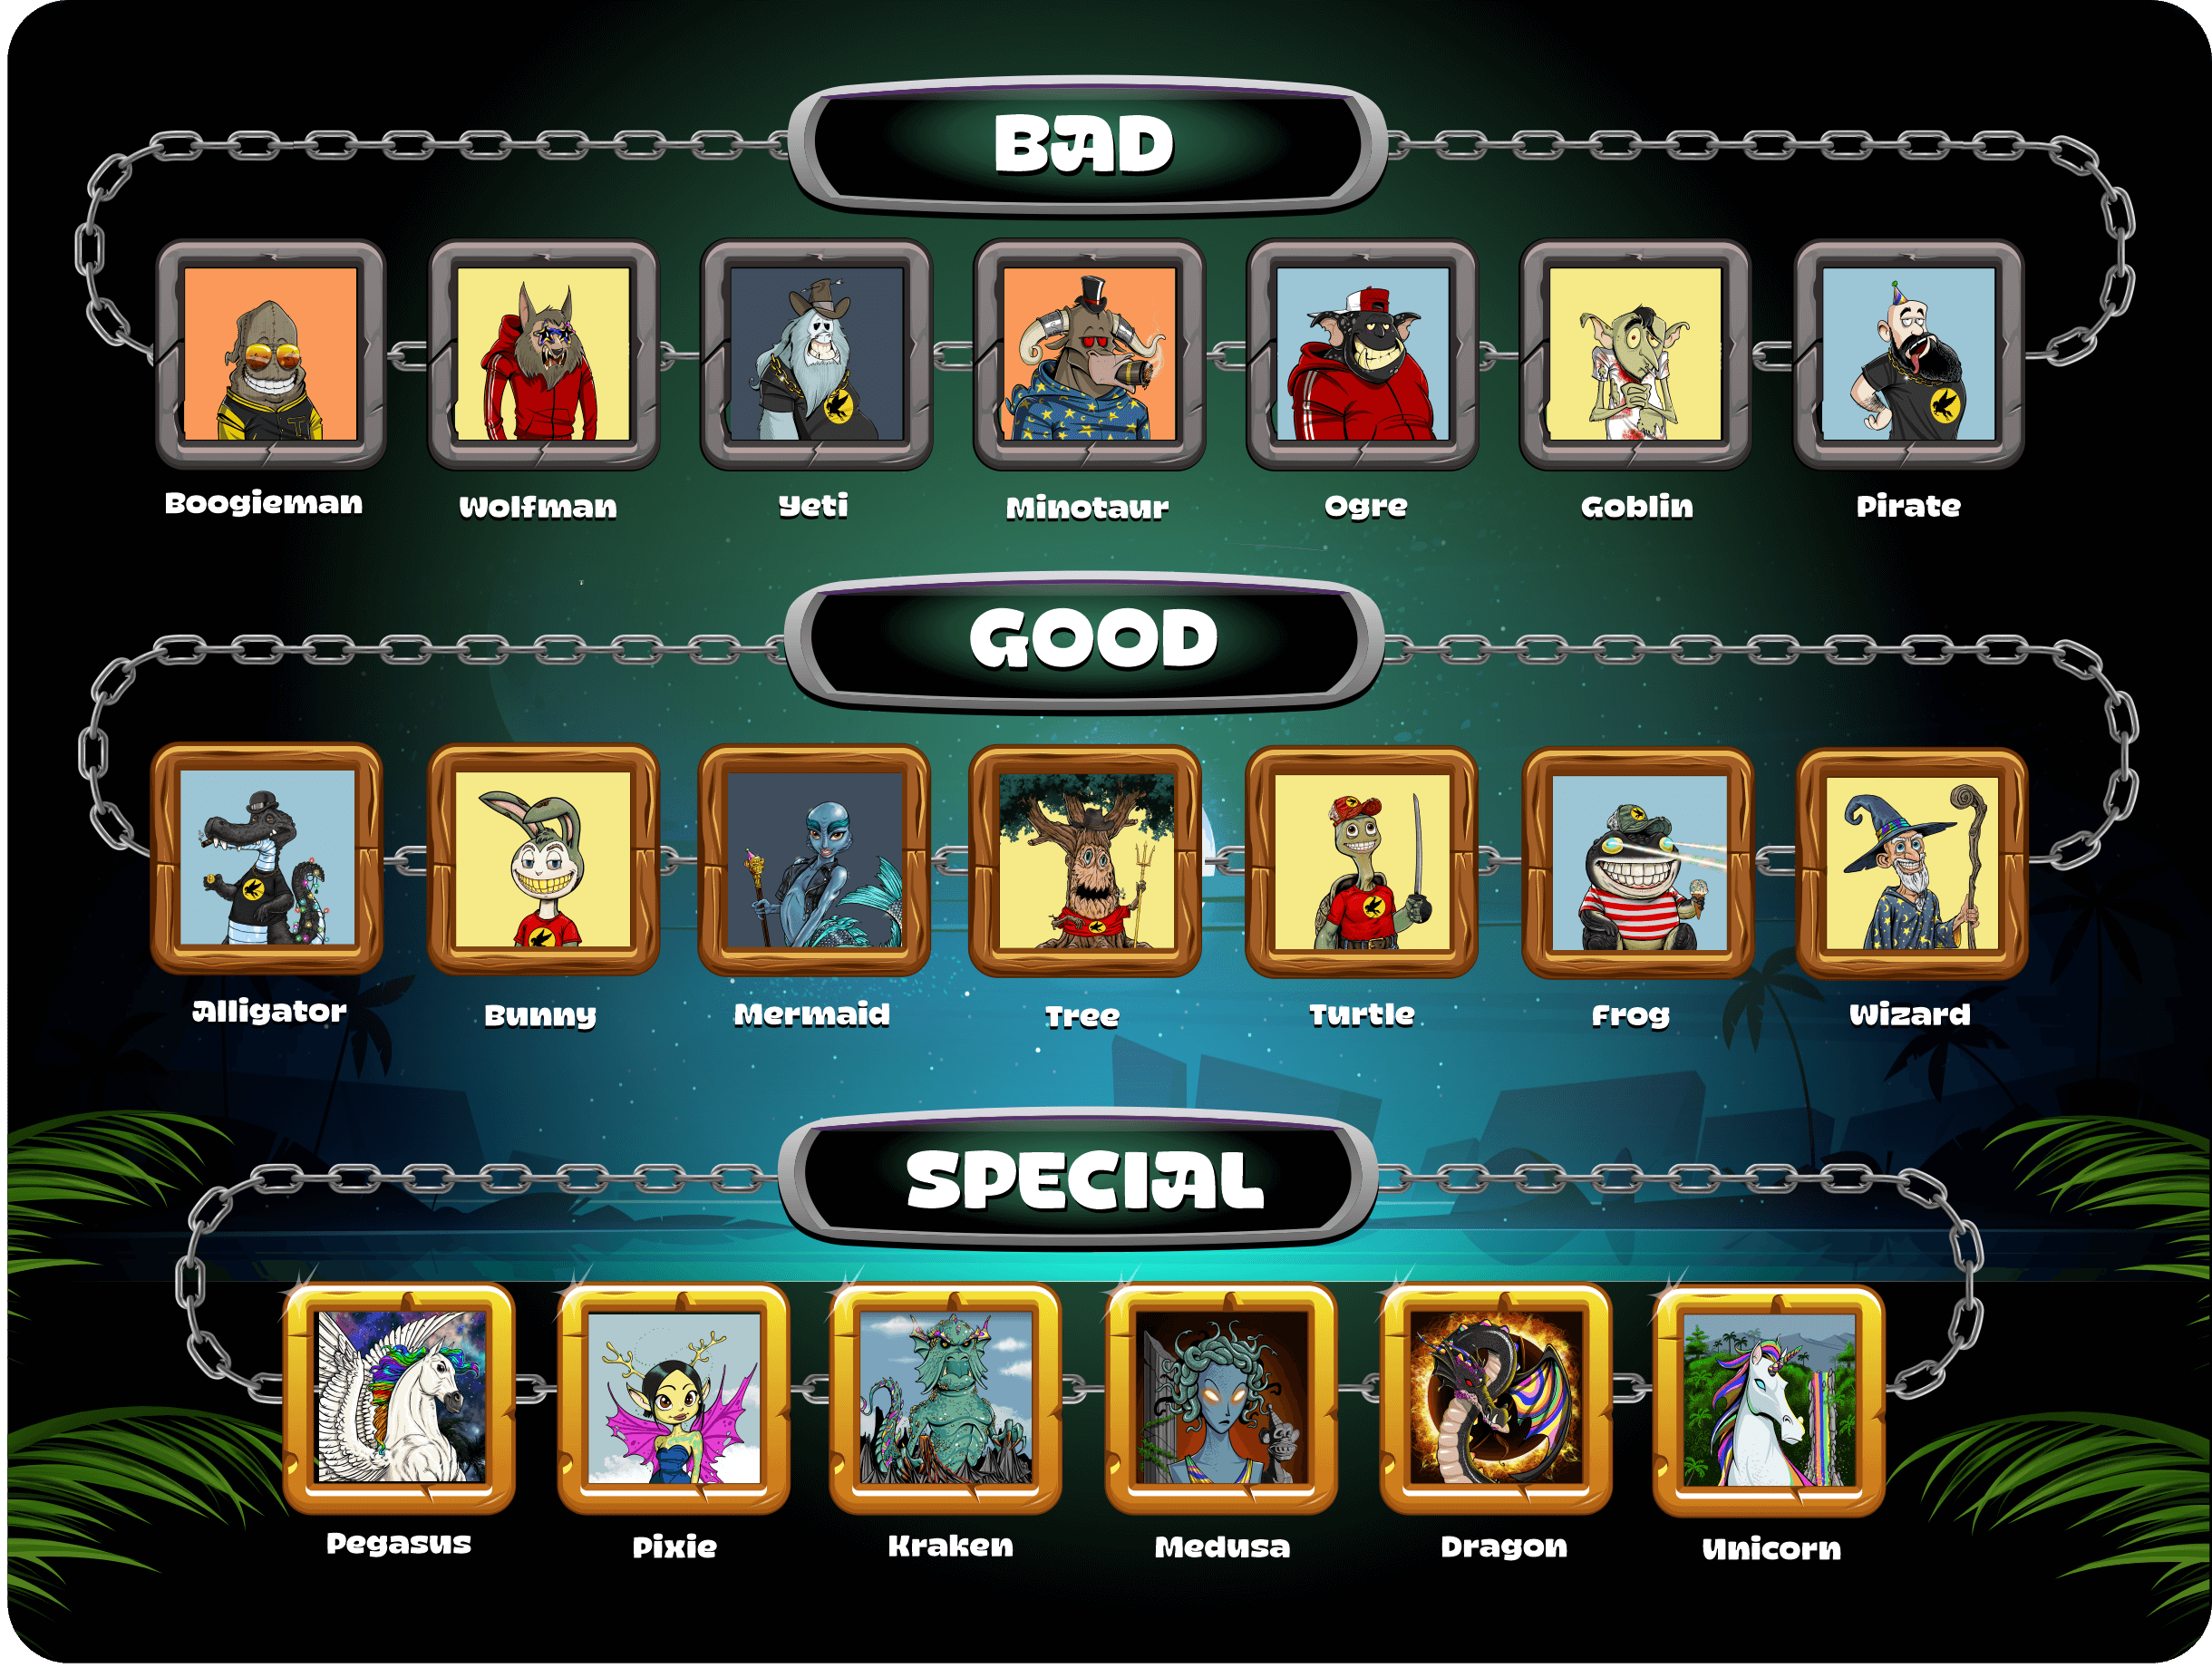 BAD
Boogieman Wolfman Yeti Minotaur Ogre Goblin Pirate
GOOD
Alligator Bunny Mermaid Tree Turtle Frog Wizard
SPECIAL
Pegasus Pixie Kraken Medusa Dragon Unicorn